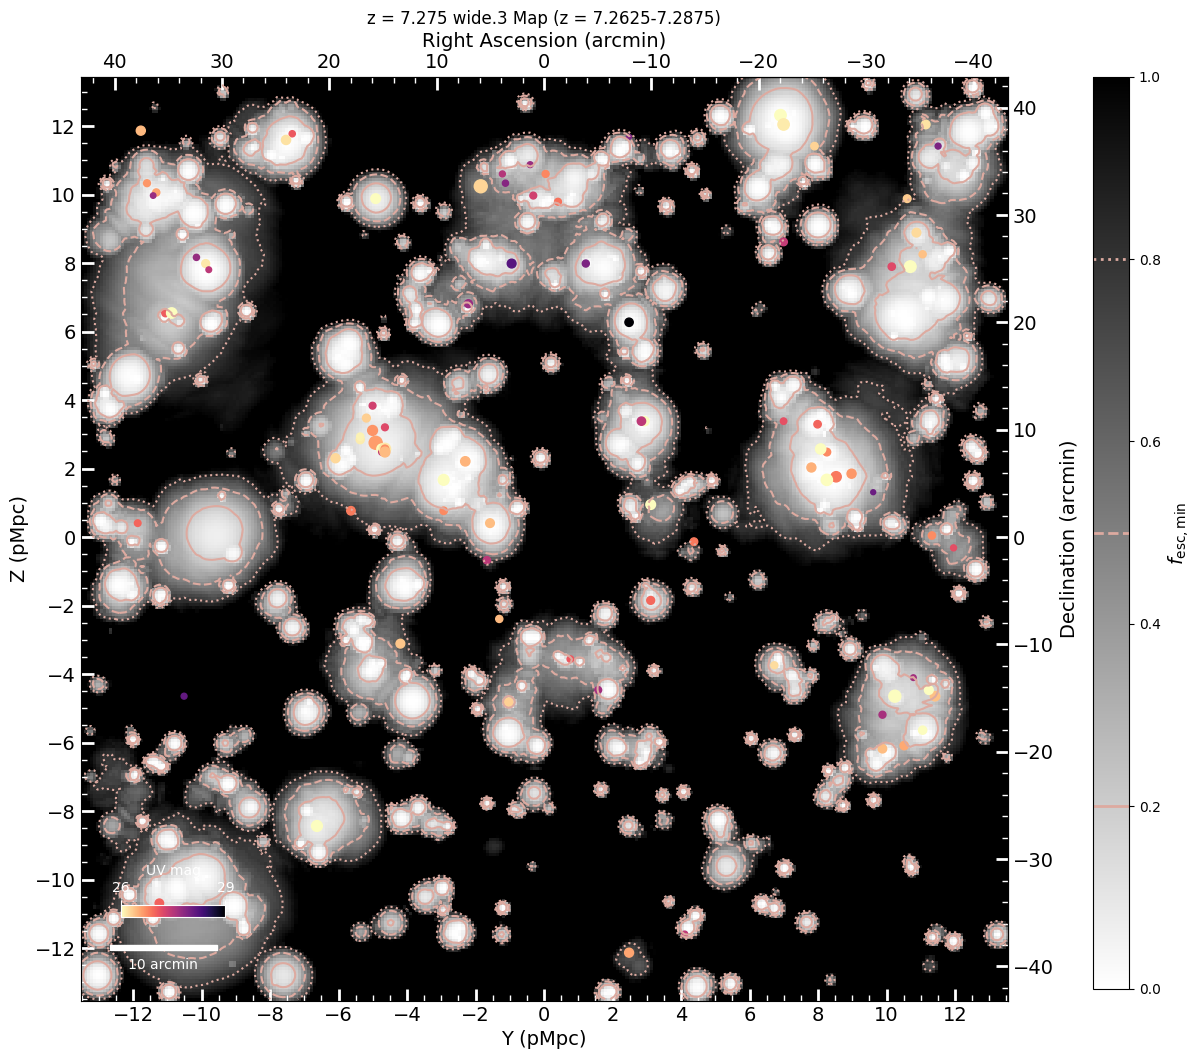 z = 7.275 wide.3 Map (z = 7.2625-7.2875)
Right Ascension (arcmin)
40 30 20 10 0 −10 −20 −30 −40
12
10
8
6
4
2
0
−2
−4
−6
−8
−10
−12
Z (pMpc)
40
30
20
10
0
−10
−20
−30
−40
Declination (arcmin)
UV mag
26 29
10 arcmin
−12 −10 −8 −6 −4 −2 0 2 4 6 8 10 12
Y (pMpc)
1.0
0.8
0.6
0.4
0.2
0.0
fesc,min